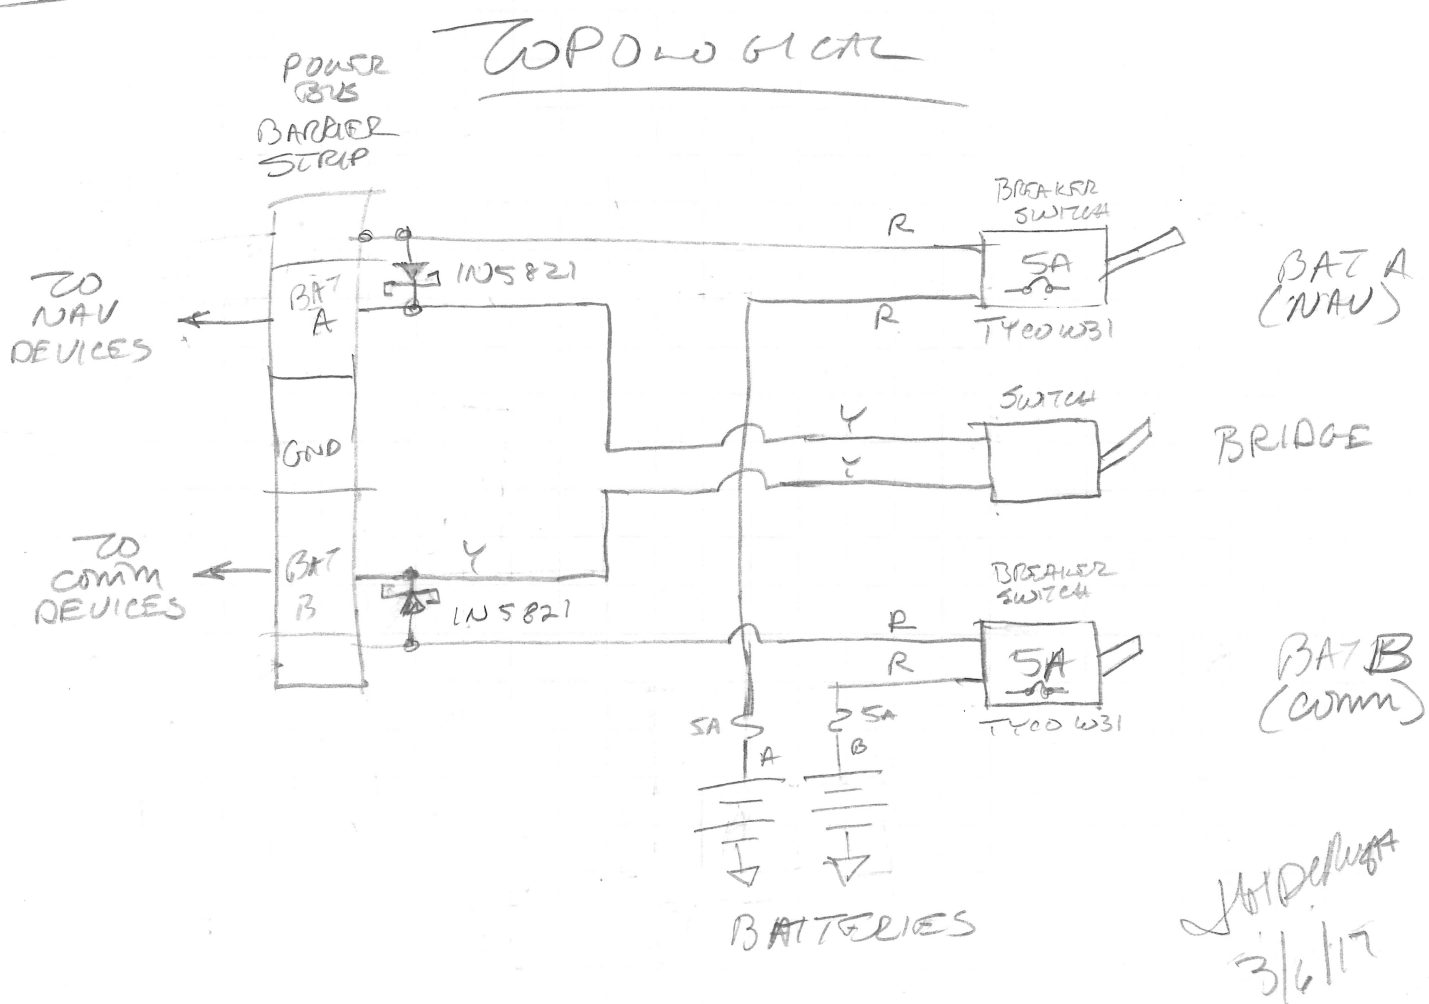 TOPOLOGICAL
POWER
BUS
BARRIER
STRIP
BREAKER
SWITCH
R
5A
R
TYCO W31
BAT A
(NAV)
1N5821
BAT
A
TO
NAV
DEVICES
SWITCH
Y
Y
BRIDGE
GND
TO
COMM
DEVICES
BAT
B
Y
1N5821
BREAKER
SWITCH
R
R
5A
TYCO W31
BAT B
(COMM)
5A
5A
A
B
BATTERIES
3/6/17